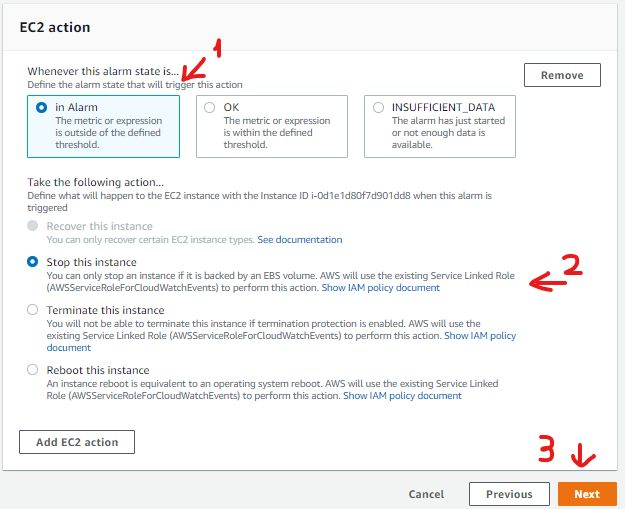 EC2 action
1
Whenever this alarm state is...
Define the alarm state that will trigger this action
Remove
in Alarm
The metric or expression
is outside of the defined
threshold.
OK
The metric or expression
is within the defined
threshold.
INSUFFICIENT_DATA
The alarm has just started
or not enough data is
available.
Take the following action...
Define what will happen to the EC2 instance with the Instance ID i-0d1e1d80f7d901dd8 when this alarm is
triggered
Recover this instance
You can only recover certain EC2 instance types. See documentation
Stop this instance
You can only stop an instance if it is backed by an EBS volume. AWS will use the existing Service Linked Role
(AWSServiceRoleForCloudWatchEvents) to perform this action. Show IAM policy document
2
Terminate this instance
You will not be able to terminate this instance if termination protection is enabled. AWS will use the
existing Service Linked Role (AWSServiceRoleForCloudWatchEvents) to perform this action. Show IAM policy
document
Reboot this instance
An instance reboot is equivalent to an operating system reboot. AWS will use the existing Service Linked
Role (AWSServiceRoleForCloudWatchEvents) to perform this action. Show IAM policy document
Add EC2 action
3
Cancel
Previous
Next